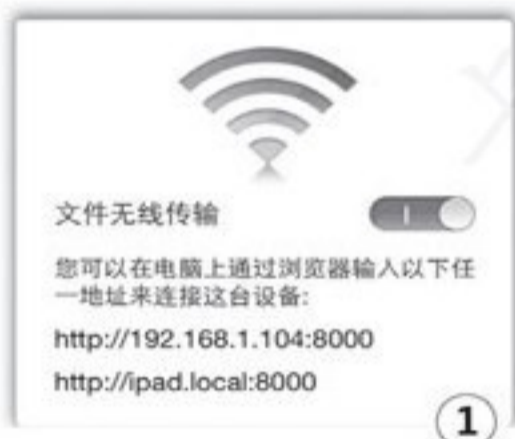 文件无线传输
您可以在电脑上通过浏览器输入以下任
一地址来连接这台设备:
http://192.168.1.104:8000
http://ipad.local:8000
1